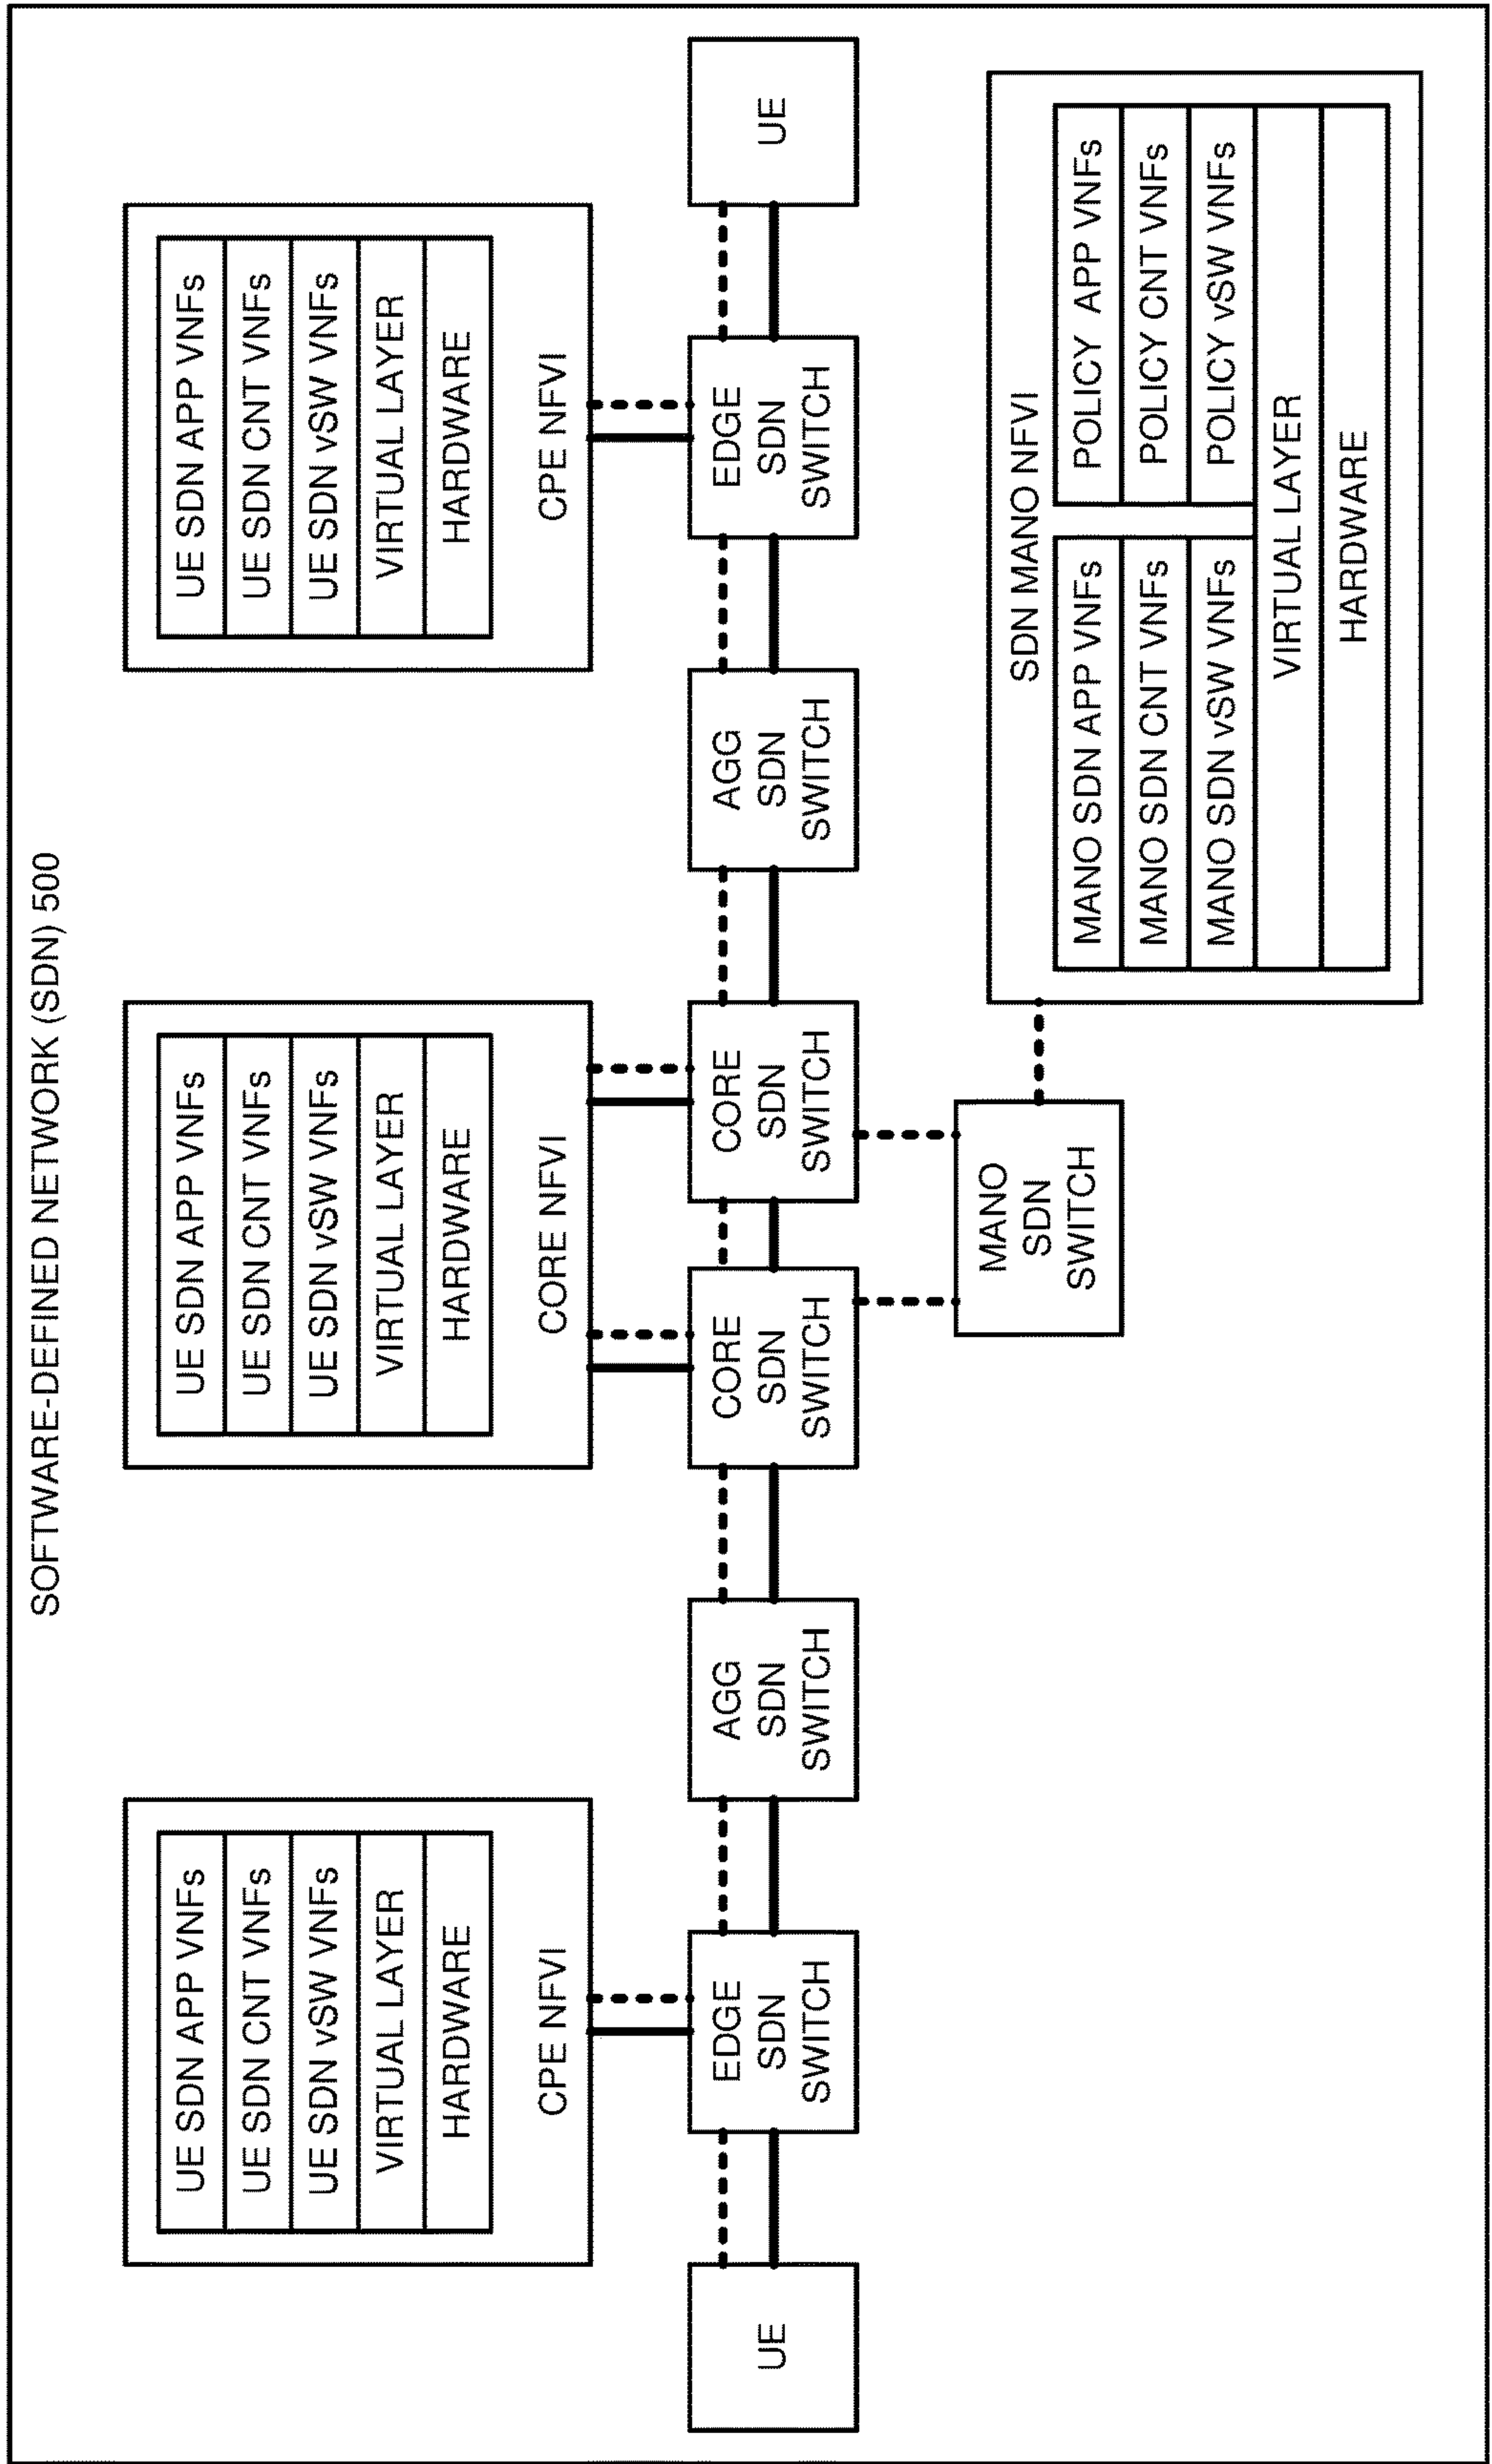 SOFTWARE-DEFINED NETWORK (SDN) 500
UE SDN APP VNFs
UE SDN CNT VNFs
UE SDN vSW VNFs
VIRTUAL LAYER
HARDWARE
CPE NFVI
UE SDN APP VNFs
UE SDN CNT VNFs
UE SDN vSW VNFs
VIRTUAL LAYER
HARDWARE
CORE NFVI
UE SDN APP VNFs
UE SDN CNT VNFs
UE SDN vSW VNFs
VIRTUAL LAYER
HARDWARE
CPE NFVI
UE
EDGE
SDN
SWITCH
AGG
SDN
SWITCH
CORE
SDN
SWITCH
CORE
SDN
SWITCH
AGG
SDN
SWITCH
EDGE
SDN
SWITCH
UE
MANO
SDN
SWITCH
SDN MANO NFVI
MANO SDN APP VNFs
POLICY APP VNFs
MANO SDN CNT VNFs
POLICY CNT VNFs
MANO SDN vSW VNFs
POLICY vSW VNFs
VIRTUAL LAYER
HARDWARE